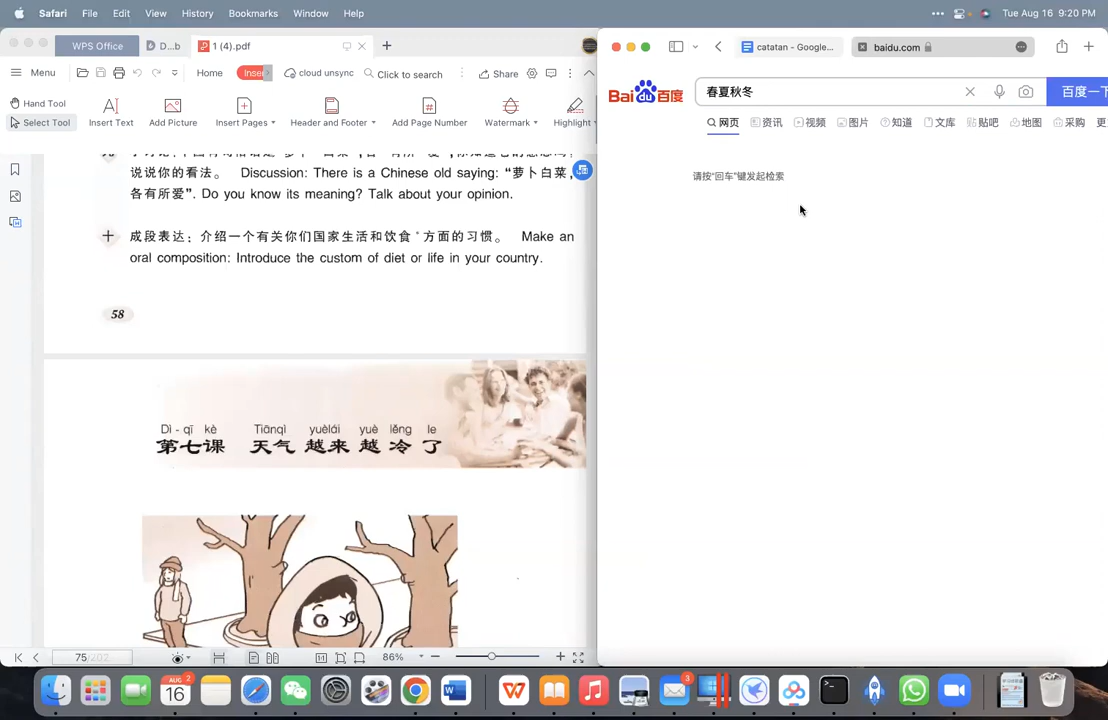 Safari File Edit View History Bookmarks Window Help
Tue Aug 16 9:20 PM
WPS Office
D...b
1 (4).pdf
Menu
Home
Inser
cloud unsync
Click to search
Share
Hand Tool
Select Tool
Insert Text
Add Picture
Insert Pages
Header and Footer
Add Page Number
Watermark
Highlight
说说你的看法。 Discussion: There is a Chinese old saying: “萝卜白菜,
各有所爱”. Do you know its meaning? Talk about your opinion.
成段表达: 介绍一个有关你们国家生活和饮食*方面的习惯。 Make an
oral composition: Introduce the custom of diet or life in your country.
58
Dì-qī kè Tiānqì yuèlái yuè lěng le
第七课 天气 越来 越 冷 了
75/202
86%
catatan - Google...
baidu.com
Bai du 百度
春夏秋冬
百度一下
网页 资讯 视频 图片 知道 文库 贴吧 地图 采购 更
请按“回车”键发起检索
AUG
16
2
3